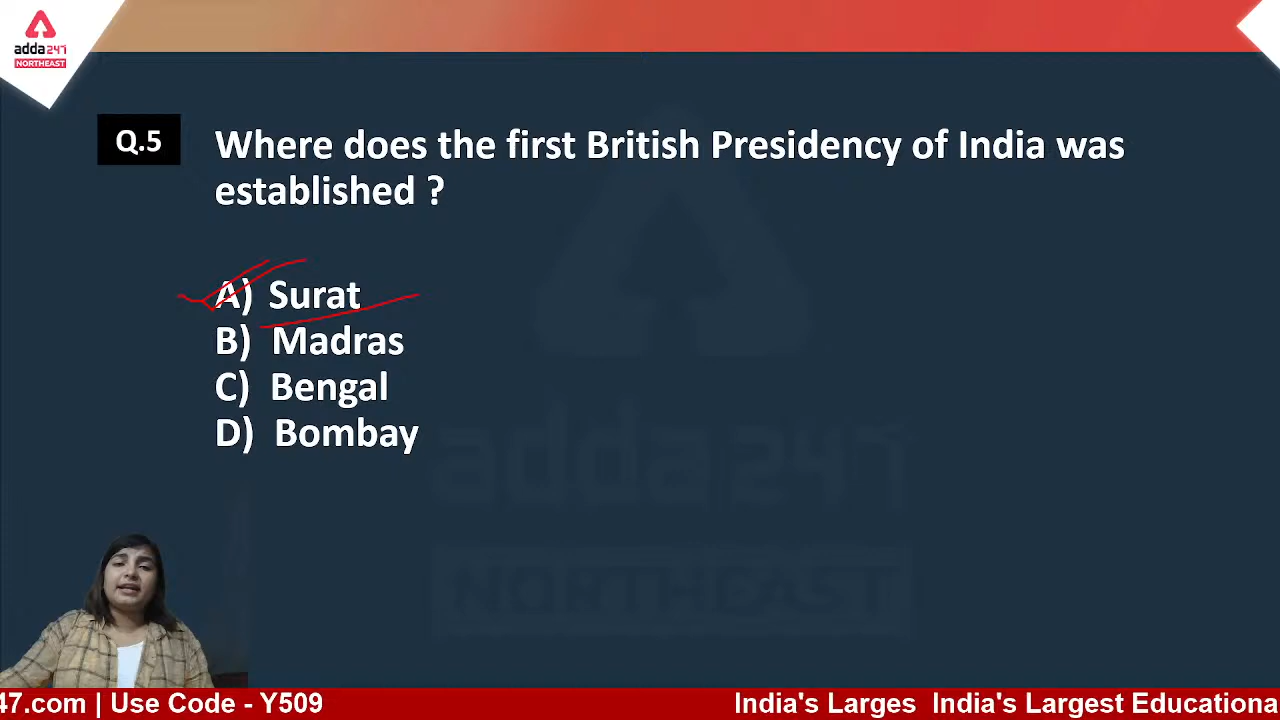 adda247
NORTHEAST
Q.5
Where does the first British Presidency of India was
established ?
A) Surat
B) Madras
C) Bengal
D) Bombay
adda247
NORTHEAST
47.com | Use Code - Y509
India's Larges India's Largest Educationa